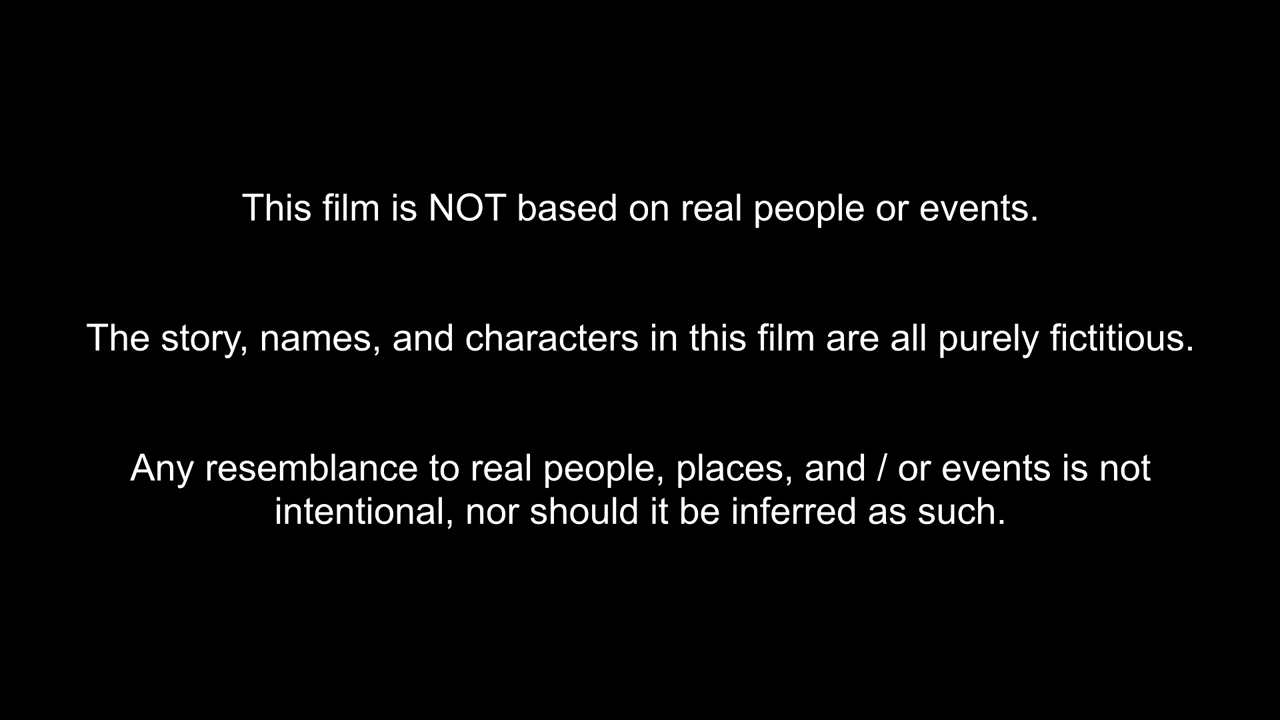 This film is NOT based on real people or events.
The story, names, and characters in this film are all purely fictitious.
Any resemblance to real people, places, and / or events is not
intentional, nor should it be inferred as such.